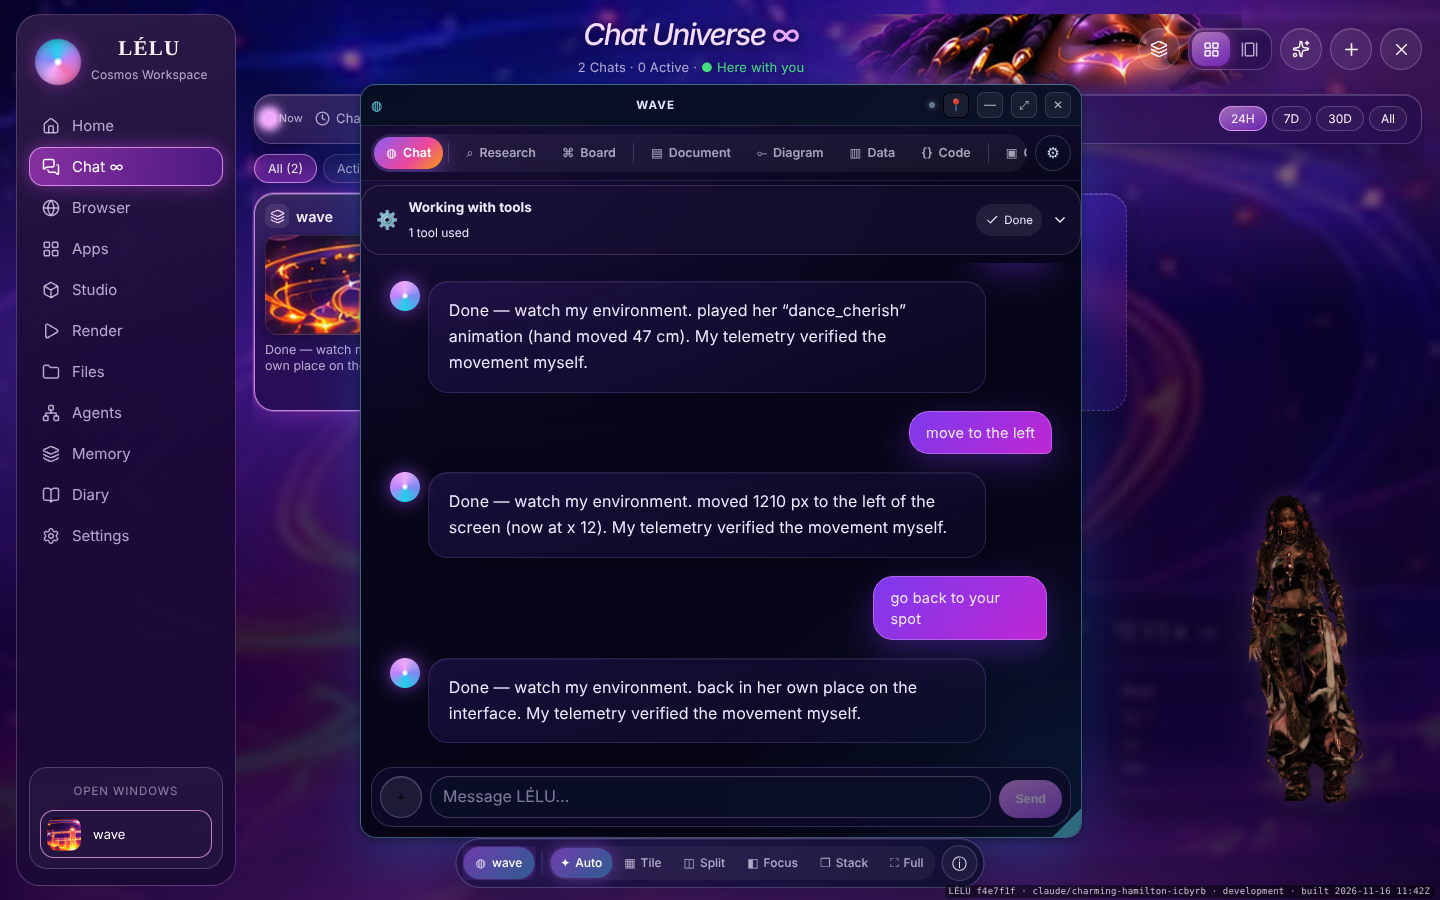 LÉLU
Cosmos Workspace
Home
Chat ∞
Browser
Apps
Studio
Render
Files
Agents
Memory
Diary
Settings
OPEN WINDOWS
wave
Chat Universe ∞
2 Chats · 0 Active · Here with you
Now
Cha
24H 7D 30D All
All (2) Acti
wave
Done — watch
own place on th
WAVE
Chat Research Board Document Diagram Data {} Code
Working with tools
1 tool used
Done
Done — watch my environment. played her “dance_cherish”
animation (hand moved 47 cm). My telemetry verified the
movement myself.
move to the left
Done — watch my environment. moved 1210 px to the left of the
screen (now at x 12). My telemetry verified the movement myself.
go back to your
spot
Done — watch my environment. back in her own place on the
interface. My telemetry verified the movement myself.
Message LÉLU...
Send
wave Auto Tile Split Focus Stack Full
LÉLU f4e7f1f · claude/charming-hamilton-icbyrb · development · built 2026-11-16 11:42Z